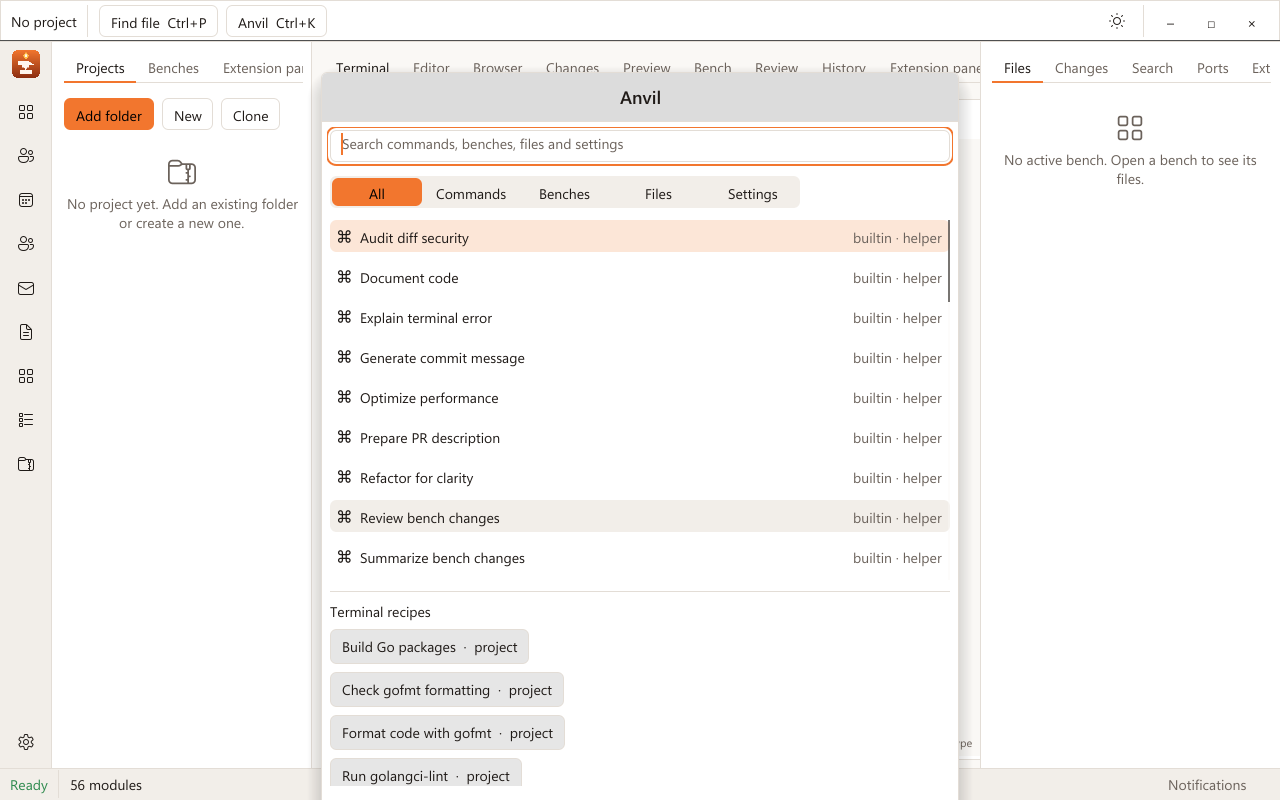 No project
Find file Ctrl+P
Anvil Ctrl+K
Projects
Benches
Extension par
Add folder
New
Clone
No project yet. Add an existing folder
or create a new one.
Terminal
Editor
Browser
Changes
Preview
Bench
Review
History
Extension pane
Anvil
Search commands, benches, files and settings
All
Commands
Benches
Files
Settings
⌘ Audit diff security builtin · helper
⌘ Document code builtin · helper
⌘ Explain terminal error builtin · helper
⌘ Generate commit message builtin · helper
⌘ Optimize performance builtin · helper
⌘ Prepare PR description builtin · helper
⌘ Refactor for clarity builtin · helper
⌘ Review bench changes builtin · helper
⌘ Summarize bench changes builtin · helper
Terminal recipes
Build Go packages · project
Check gofmt formatting · project
Format code with gofmt · project
Run golangci-lint · project
Files
Changes
Search
Ports
Ext
No active bench. Open a bench to see its
files.
pe
Ready
56 modules
Notifications